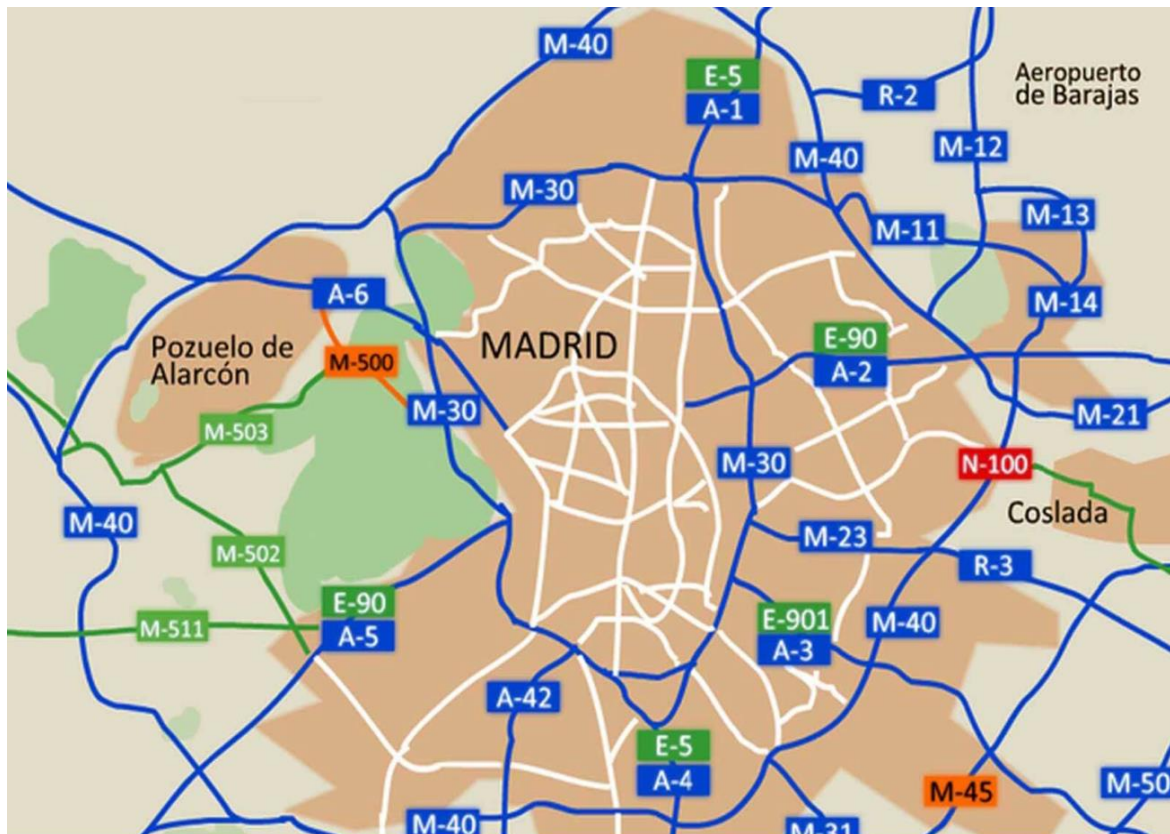 M-40
E-5
A-1
R-2
Aeropuerto
de Barajas
M-40
M-12
M-30
M-13
M-11
A-6
M-14
E-90
A-2
MADRID
Pozuelo de
Alarcón
M-500
M-30
M-21
M-503
M-30
N-100
Coslada
M-40
M-23
M-502
R-3
E-90
A-5
E-901
A-3
M-40
M-511
A-42
E-5
A-4
M-45
M-50
M-40
M-31